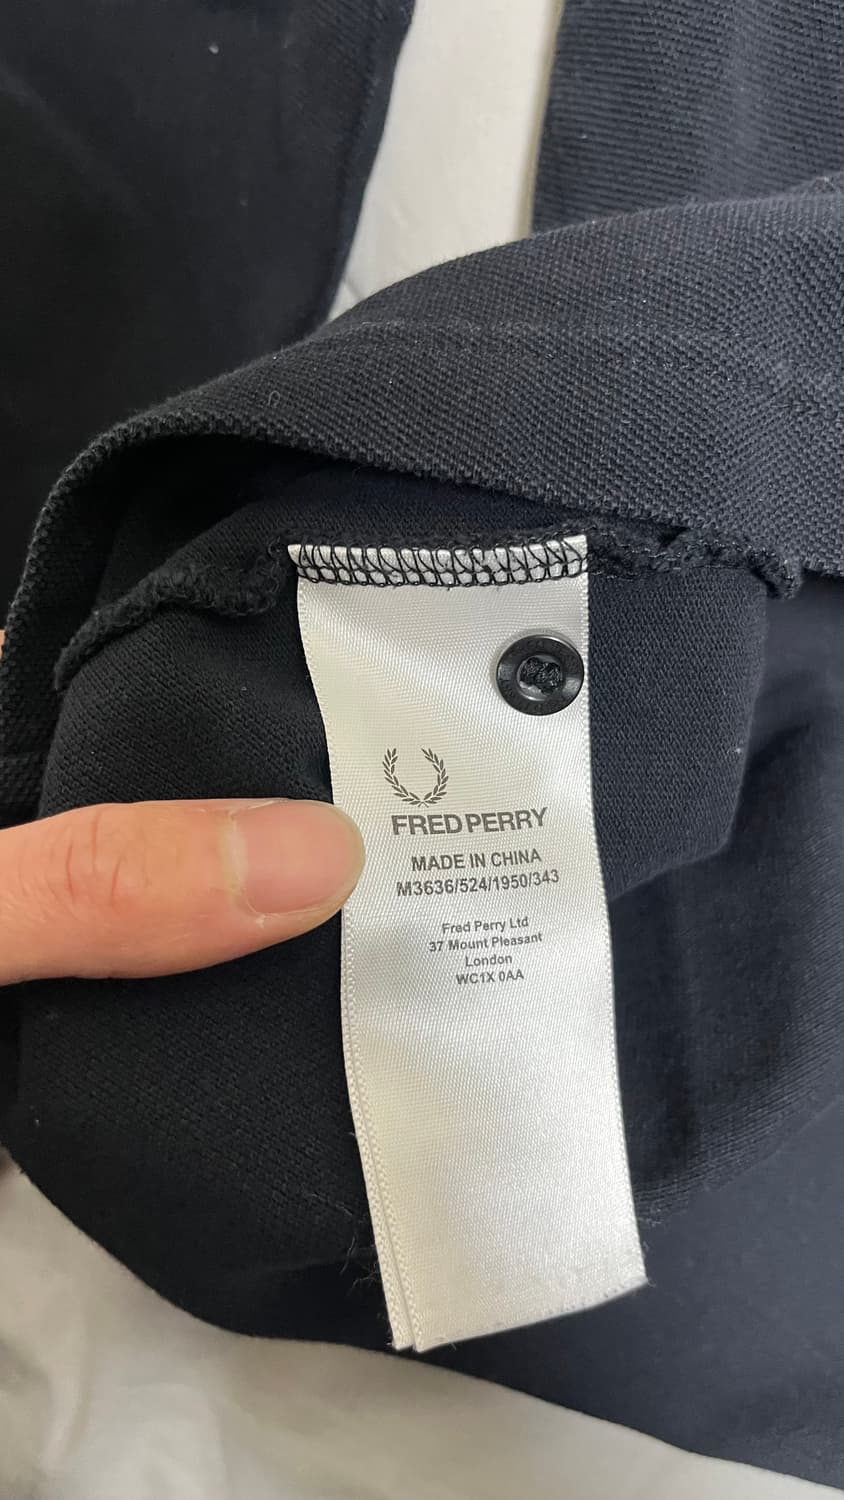 FRED PERRY
MADE IN CHINA
M3636/524/1950/343
Fred Perry Ltd
37 Mount Pleasant
London
WC1X 0AA